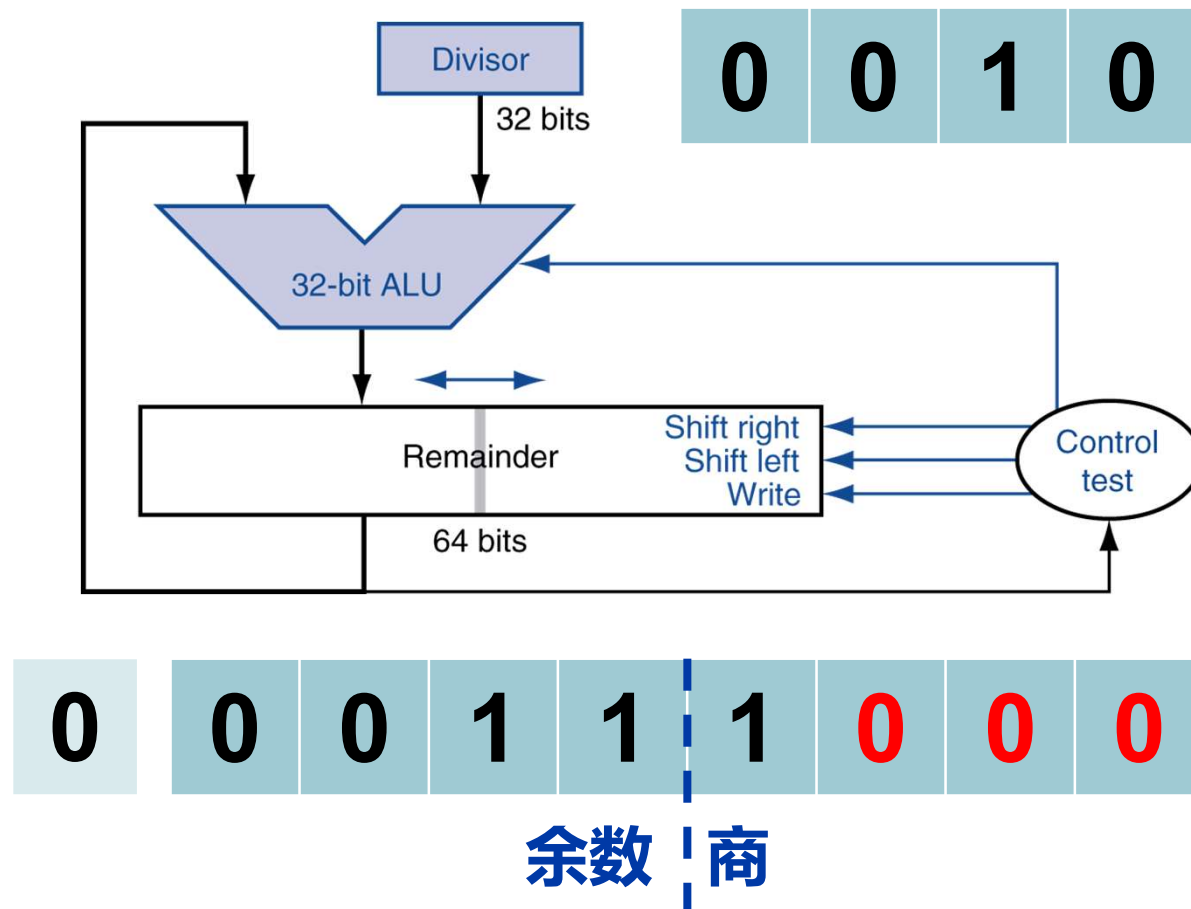 Divisor
0 0 1 0
32 bits
32-bit ALU
Remainder
Shift right
Shift left
Write
Control
test
64 bits
0 0 0 1 1 1 0 0 0
余数 商